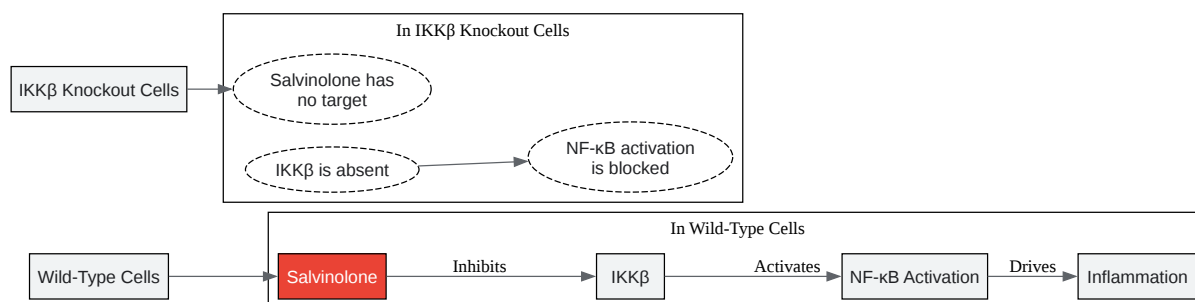 In IKKβ Knockout Cells
IKKβ Knockout Cells
Salvinolone has
no target
IKKβ is absent
NF-κB activation
is blocked
In Wild-Type Cells
Wild-Type Cells
Salvinolone
Inhibits
IKKβ
Activates
NF-κB Activation
Drives
Inflammation